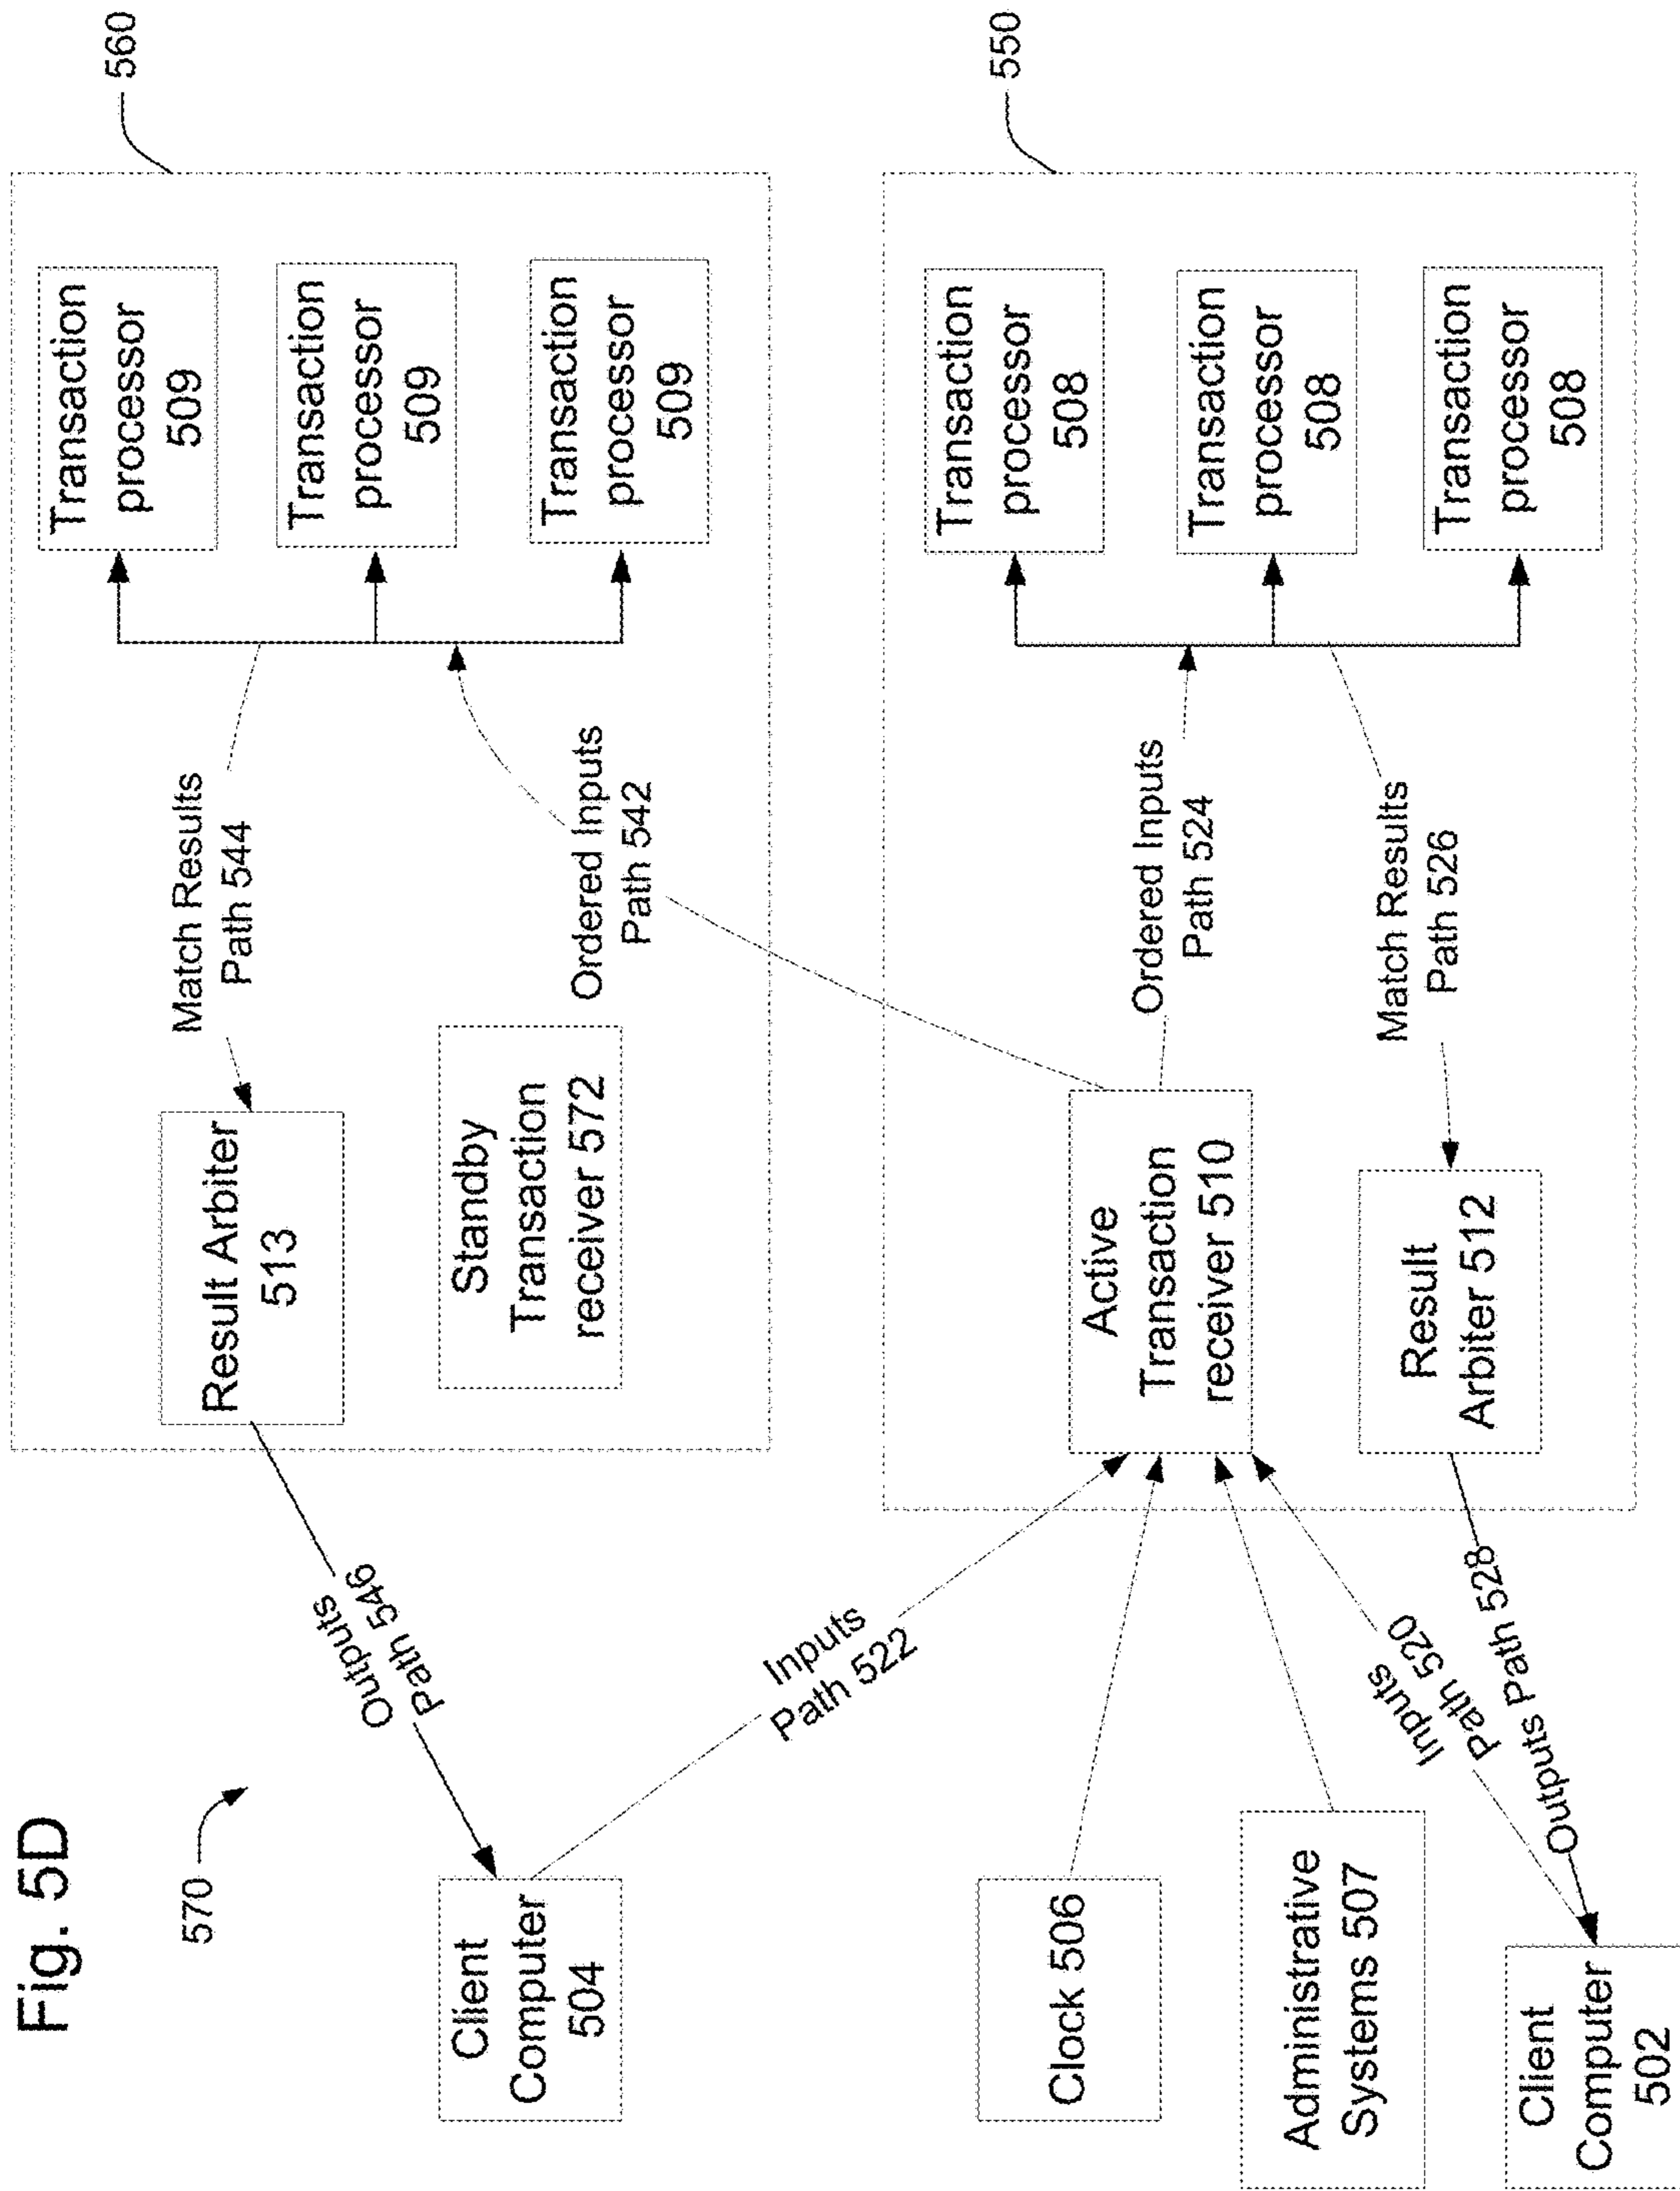 Fig. 5D
570
Client
Computer
504
Outputs
Path 546
Result Arbiter
513
Match Results
Path 544
Standby
Transaction
receiver 572
Ordered Inputs
Path 542
Transaction
processor
509
Transaction
processor
509
Transaction
processor
509
560
Inputs
Path 522
Clock 506
Administrative
Systems 507
Client
Computer
502
Inputs
Path 520
Outputs Path 528
Active
Transaction
receiver 510
Result
Arbiter 512
Ordered Inputs
Path 524
Match Results
Path 526
Transaction
processor
508
Transaction
processor
508
Transaction
processor
508
550